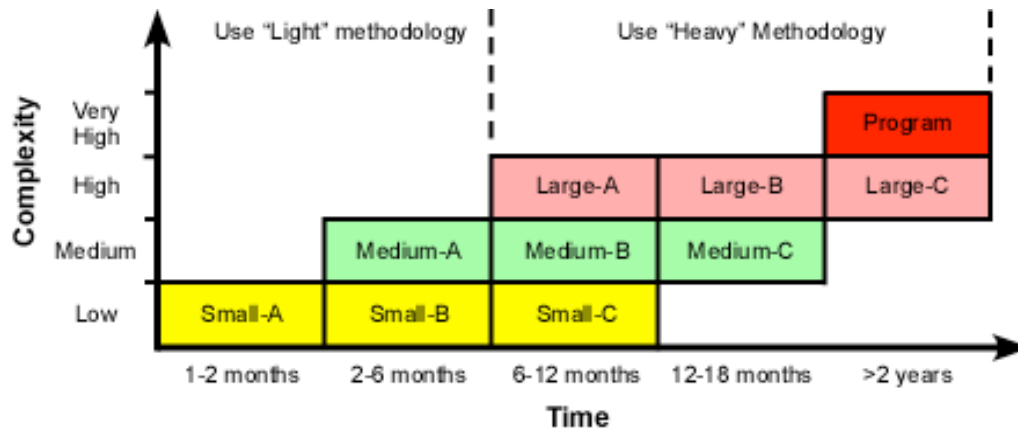 Use “Light” methodology
Use “Heavy” Methodology
Complexity
Very
High
Program
High
Large-A
Large-B
Large-C
Medium
Medium-A
Medium-B
Medium-C
Low
Small-A
Small-B
Small-C
1-2 months
2-6 months
6-12 months
12-18 months
>2 years
Time